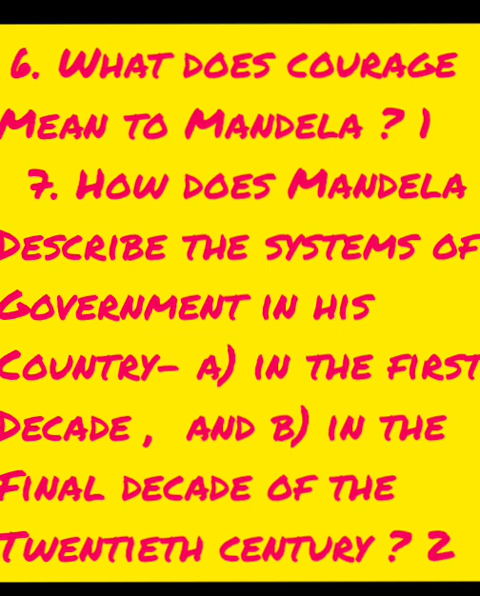 6. What does courage
Mean to Mandela ? 1
7. How does Mandela
Describe the systems of
Government in his
Country- a) in the first
Decade , and b) in the
Final decade of the
Twentieth century ? 2